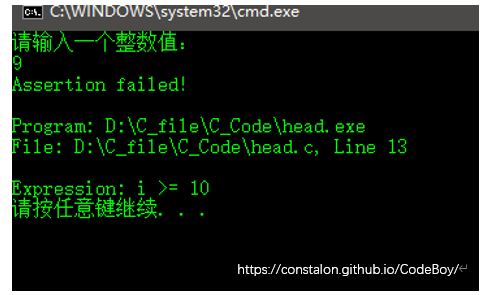 C:\WINDOWS\system32\cmd.exe
请输入一个整数值：
9
Assertion failed!
Program: D:\C_file\C_Code\head.exe
File: D:\C_file\C_Code\head.c, Line 13
Expression: i >= 10
请按任意键继续. . .
https://constalon.github.io/CodeBoy/↵